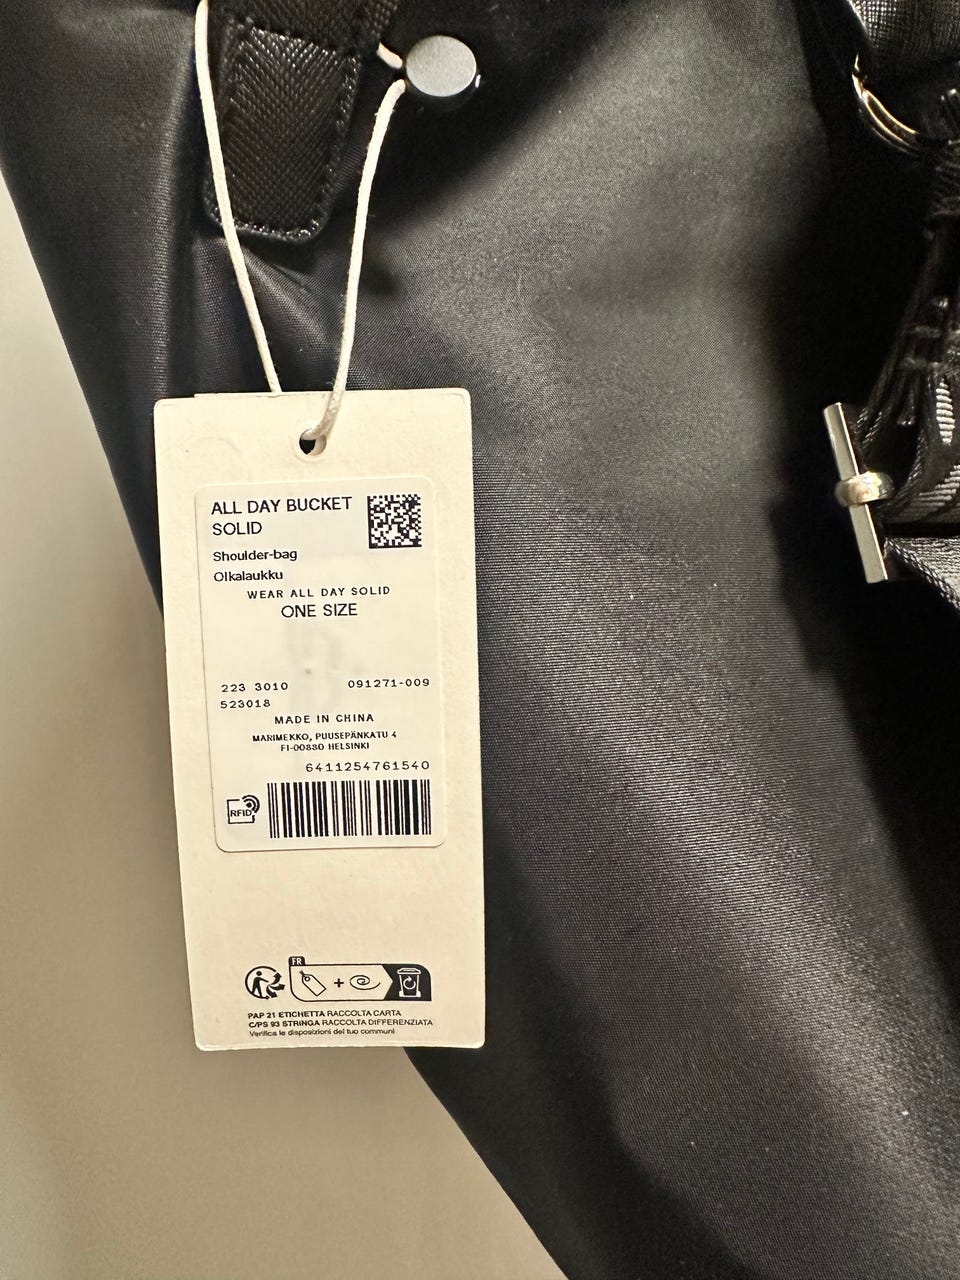 ALL DAY BUCKET
SOLID
Shoulder-bag
Olkalaukku
WEAR ALL DAY SOLID
ONE SIZE
223 3010 091271-009
523018
MADE IN CHINA
MARIMEKKO, PUUSEPÄNKATU 4
FI-00880 HELSINKI
6411254761540
RFID
FR
PAP 21 ETICHETTA RACCOLTA CARTA
C/PS 93 STRINGA RACCOLTA DIFFERENZIATA
Verifica le disposizioni del tuo comuni